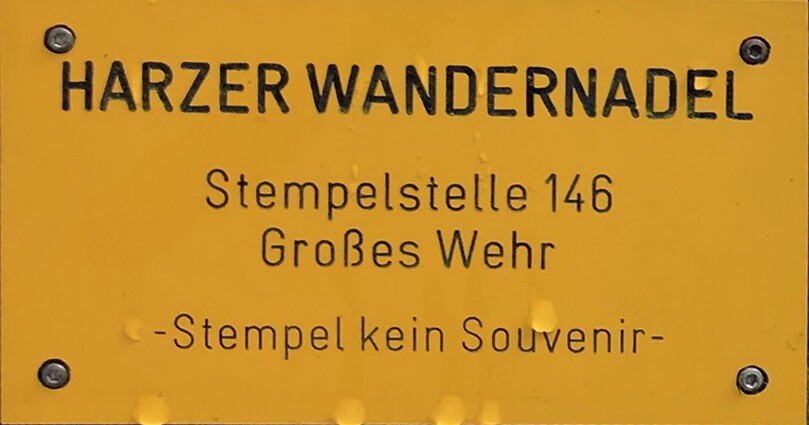 HARZER WANDERNADEL
Stempelstelle 146
Großes Wehr
-Stempel kein Souvenir-